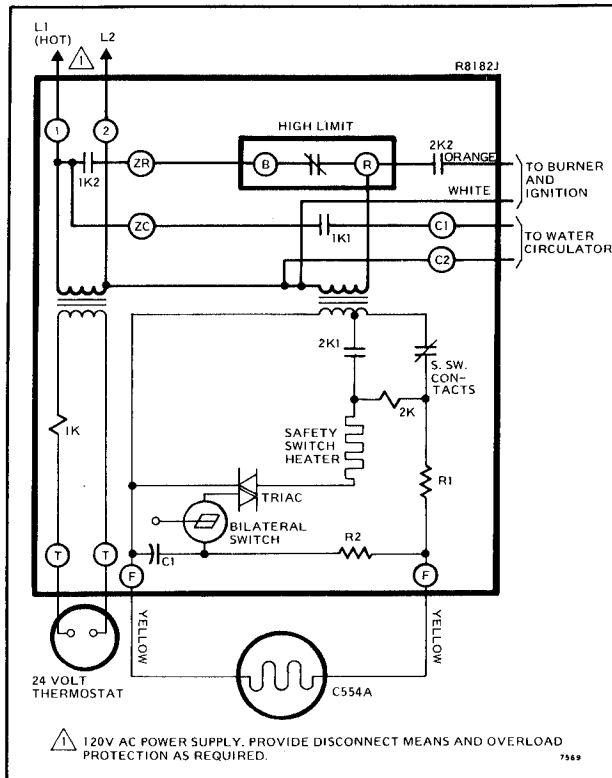 L1
(HOT)
1
L2
R8182J
1
2
HIGH LIMIT
1K2
ZR
B
R
2K2
ORANGE
TO BURNER
AND
IGNITION
WHITE
ZC
1K1
C1
C2
TO WATER
CIRCULATOR
2K1
S. SW.
CON-
TACTS
2K
1K
SAFETY
SWITCH
HEATER
R1
TRIAC
BILATERAL
SWITCH
C1
R2
T
T
F
F
YELLOW
YELLOW
24 VOLT
THERMOSTAT
C554A
1 120V AC POWER SUPPLY. PROVIDE DISCONNECT MEANS AND OVERLOAD
PROTECTION AS REQUIRED.
7569